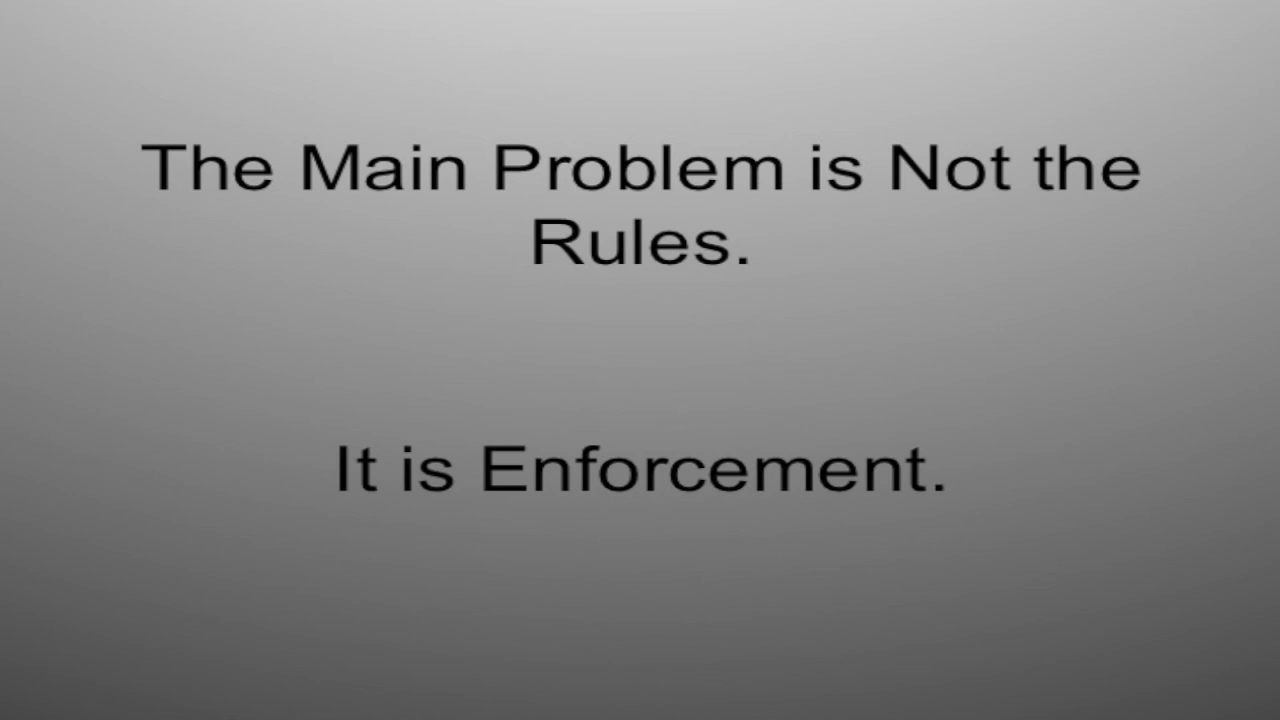 The Main Problem is Not the
Rules.
It is Enforcement.